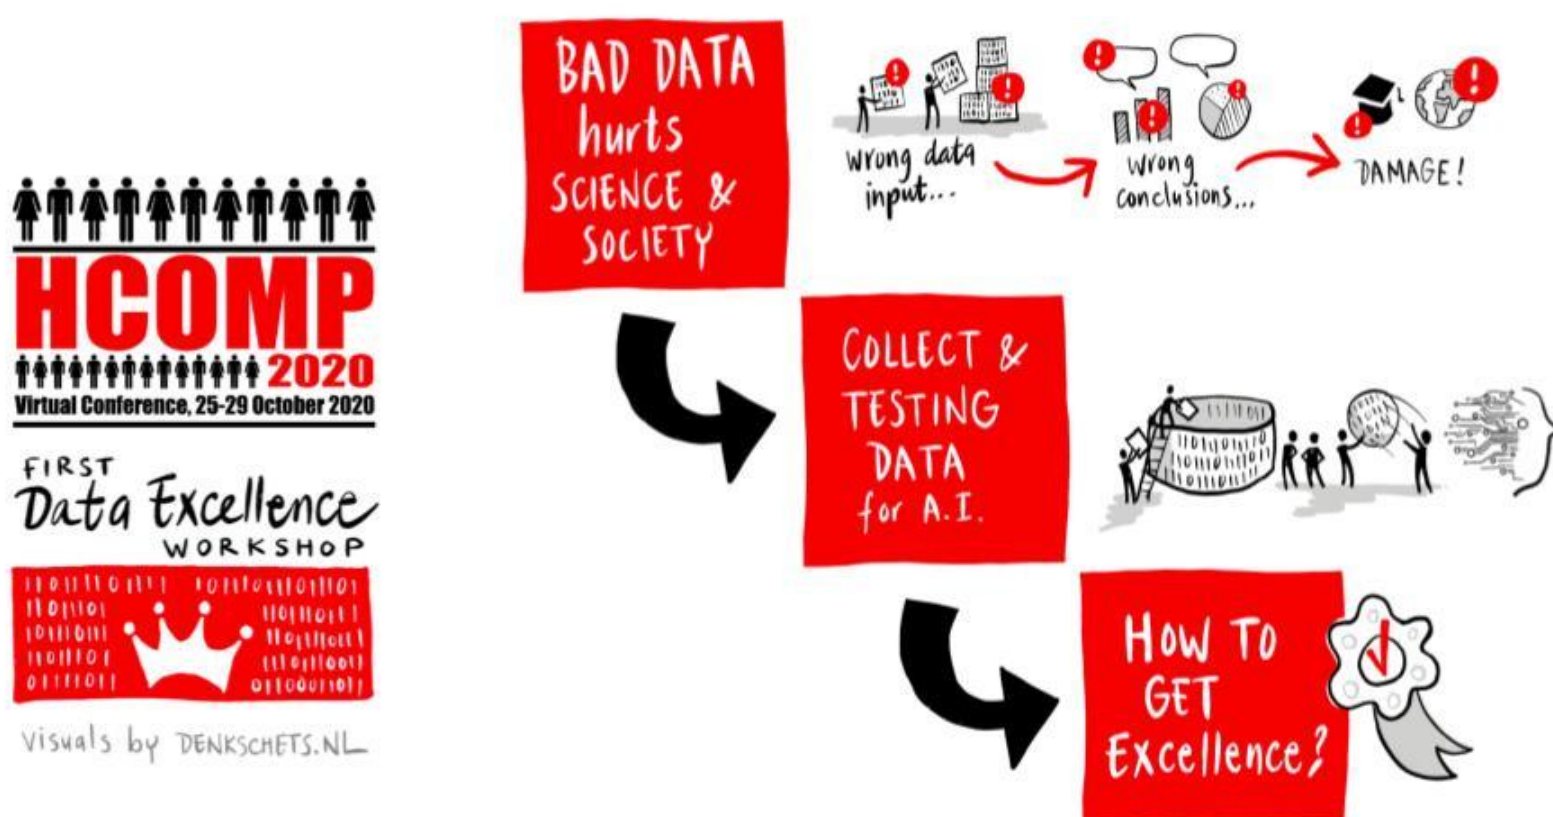 HCOMP
2020
Virtual Conference, 25-29 October 2020
FIRST
Data Excellence
WORKSHOP
visuals by DENKSCHETS.NL
BAD DATA
hurts
SCIENCE &
SOCIETY
wrong data
input...
wrong
conclusions...
DAMAGE!
COLLECT &
TESTING
DATA
for A.I.
HOW TO
GET
Excellence?